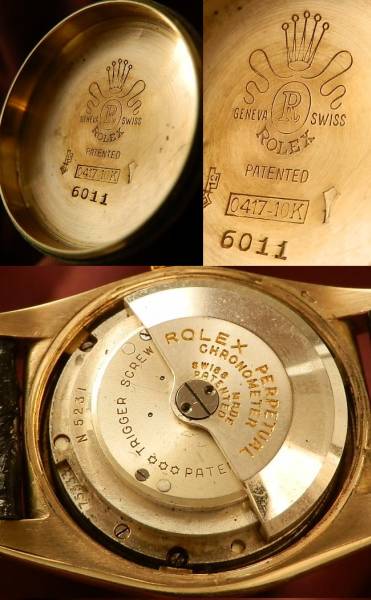 GENEVA R SWISS
ROLEX
PATENTED
0417-10K
6011
GENEVA R SWISS
ROLEX
PATENTED
0417-10K
6011
ROLEX PERPETUAL
CHRONOMETER
SWISS MADE
PATENTED
TRIGGER SCREW
PATE
N 5231